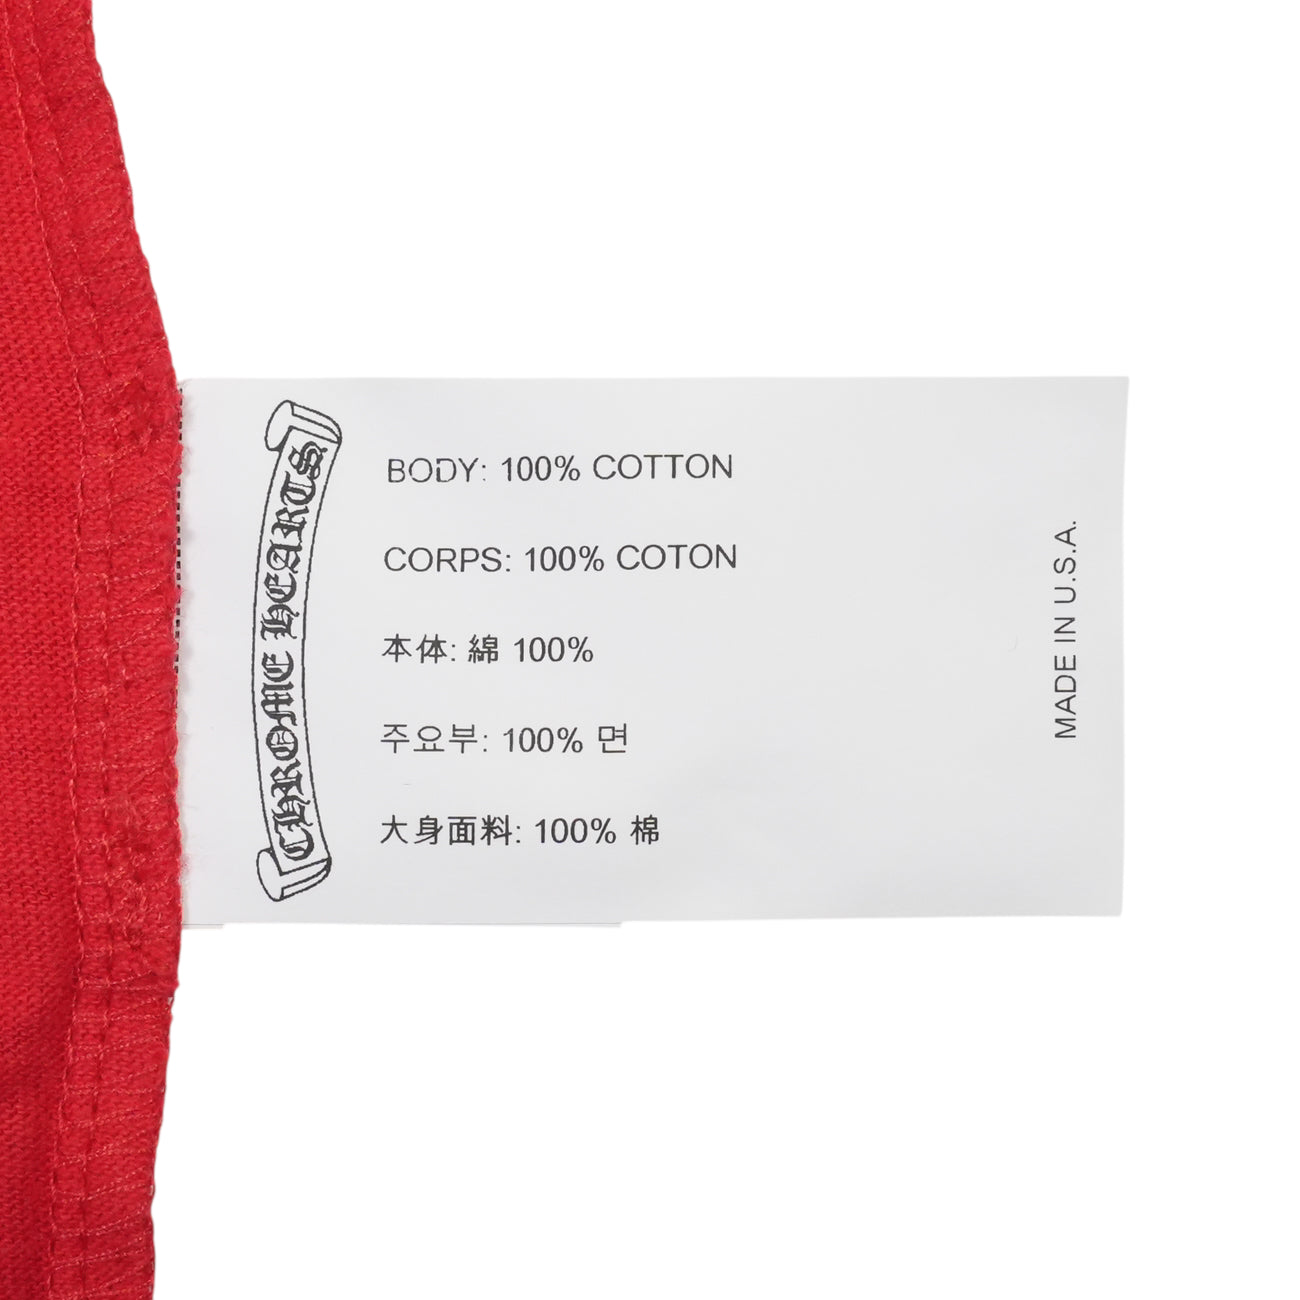 CHROME HEARTS
BODY: 100% COTTON
CORPS: 100% COTON
本体: 綿 100%
주요부: 100% 면
大身面料: 100% 棉
MADE IN U.S.A.